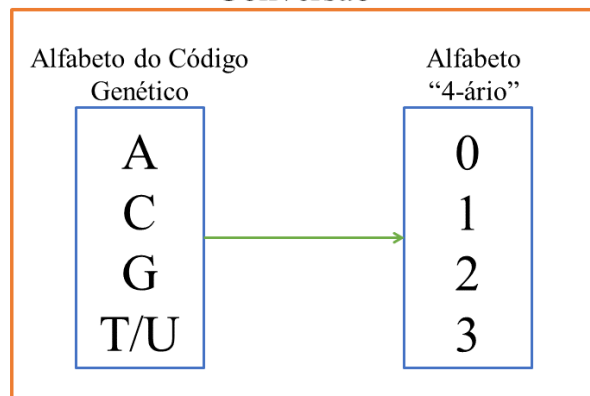 Alfabeto do Código
Genético
Alfabeto
“4-ário”
A
C
G
T/U
0
1
2
3